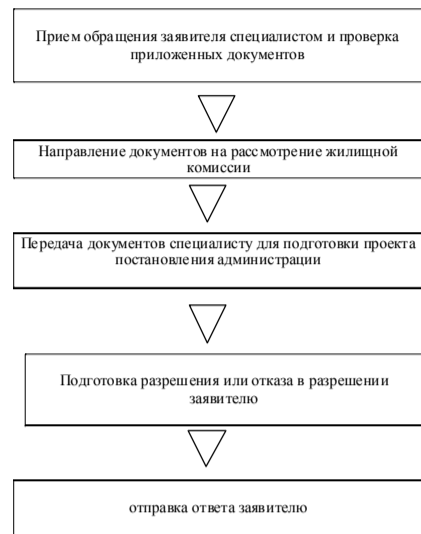 Прием обращения заявителя специалистом и проверка
приложенных документов
Направление документов на рассмотрение жилищной
комиссии
Передача документов специалисту для подготовки проекта
постановления администрации
Подготовка разрешения или отказа в разрешении
заявителю
отправка ответа заявителю